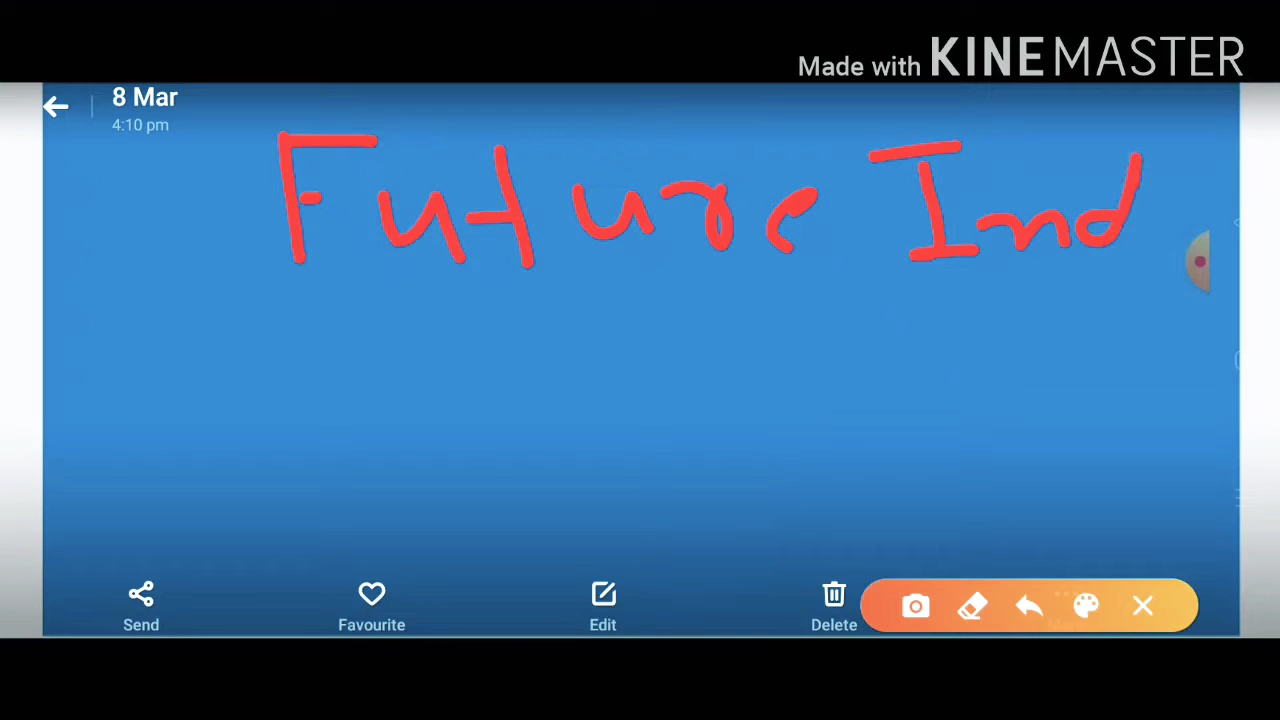 Made with KINEMASTER
8 Mar
4:10 pm
Future Ind
Send Favourite Edit Delete